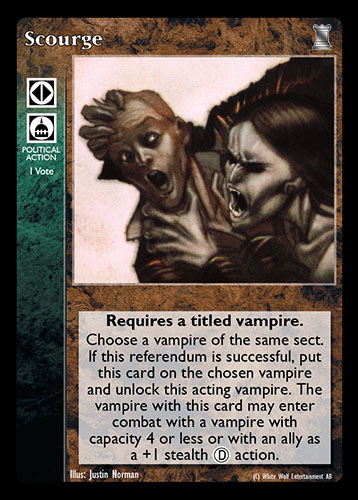 Scourge
POLITICAL
ACTION
1 Vote
Requires a titled vampire.
Choose a vampire of the same sect.
If this referendum is successful, put
this card on the chosen vampire
and unlock this acting vampire. The
vampire with this card may enter
combat with a vampire with
capacity 4 or less or with an ally as
a +1 stealth Ⓓ action.
Illus: Justin Norman
(C) White Wolf Entertainment AB